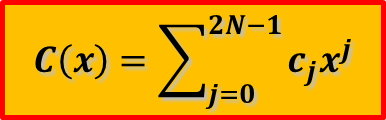 C(x) = ∑_{j=0}^{2N−1} c_j x^j